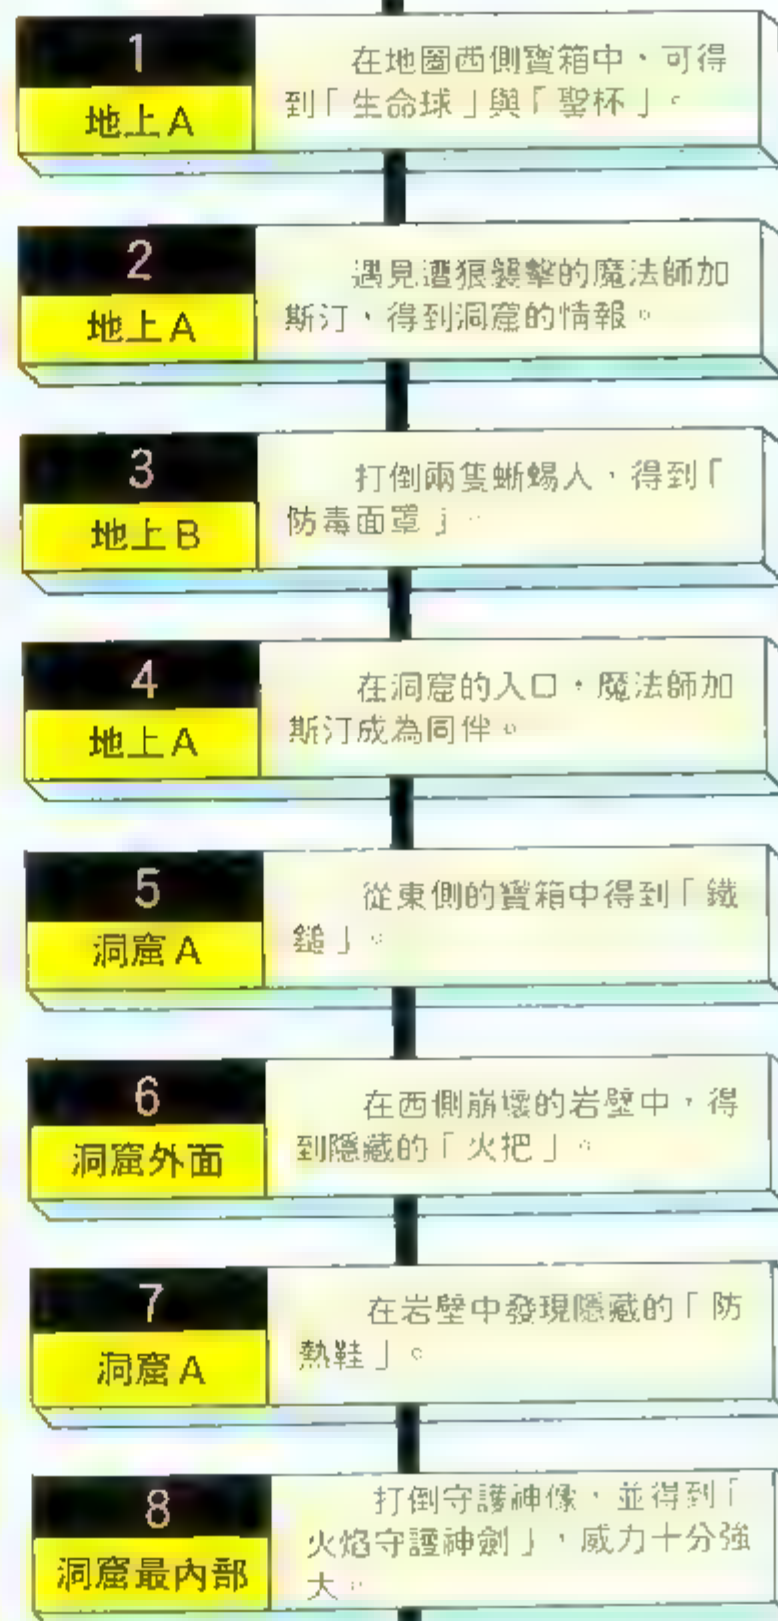 1
地上A
在地圖西側寶箱中,可得
到「生命球」與「聖杯」。
2
地上A
遇見遭狼襲擊的魔法師加
斯汀,得到洞窟的情報。
3
地上B
打倒兩隻蜥蜴人,得到「
防毒面罩」。
4
地上A
在洞窟的入口,魔法師加
斯汀成為同伴。
5
洞窟A
從東側的寶箱中得到「鐵
鎚」。
6
洞窟外面
在西側崩壞的岩壁中,得
到隱藏的「火把」。
7
洞窟A
在岩壁中發現隱藏的「防
熱鞋」。
8
洞窟最內部
打倒守護神像,並得到「
火焰守護神劍」,威力十分強
大。